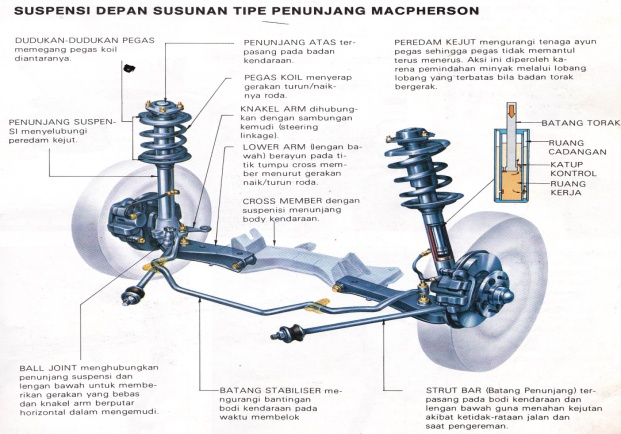 SUSPENSI DEPAN SUSUNAN TIPE PENUNJANG MACPHERSON
DUDUKAN-DUDUKAN PEGAS
memegang pegas koil
diantaranya.
PENUNJANG SUSPEN-
SI menyelubungi
peredam kejut.
PENUNJANG ATAS ter-
pasang pada badan
kendaraan.
PEGAS KOIL menyerap
gerakan turun/naik-
nya roda.
KNAKEL ARM dihubung-
kan dengan sambungan
kemudi (steering
linkage).
LOWER ARM (lengan ba-
wah) berayun pada ti-
tik tumpu cross mem-
ber menurut gerakan
naik/turun roda.
CROSS MEMBER dengan
suspenisi menunjang
body kendaraan.
PEREDAM KEJUT mengurangi tenaga ayun
pegas sehingga pegas tidak memantul
terus menerus. Aksi ini diperoleh ka-
rena pemindahan minyak melalui lobang
lobang yang terbatas bila badan torak
bergerak.
BATANG TORAK
RUANG
CADANGAN
KATUP
KONTROL
RUANG
KERJA
BALL JOINT menghubungkan
penunjang suspensi dan
lengan bawah untuk membe-
rikan gerakan yang bebas
dan knakel arm berputar
horizontal dalam mengemudi.
BATANG STABILISER me-
ngurangi bantingan
bodi kendaraan pada
waktu membelok
STRUT BAR (Batang Penunjang) ter-
pasang pada bodi kendaraan dan
lengan bawah guna menahan kejutan
akibat ketidak-rataan jalan dan
saat pengereman.